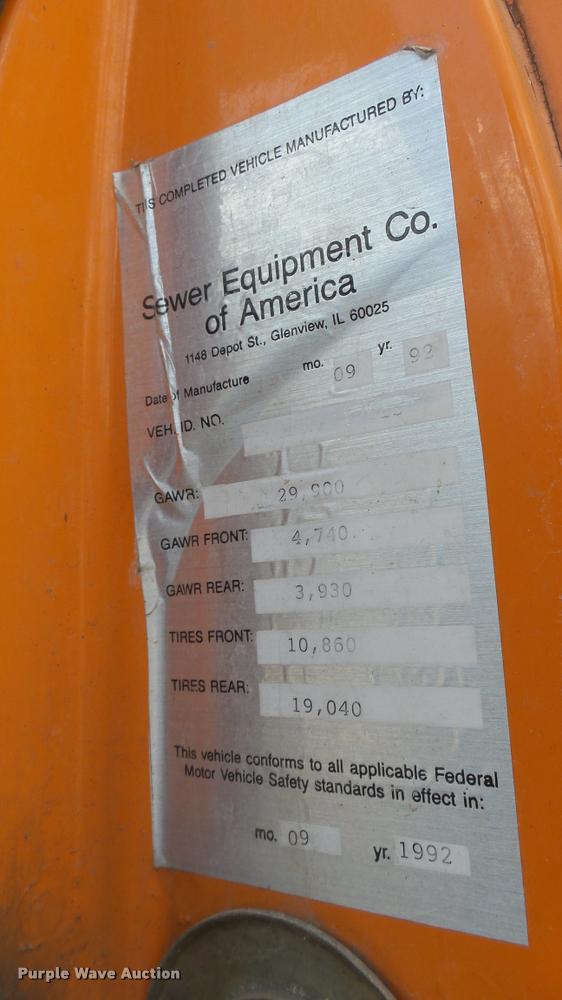 THIS COMPLETED VEHICLE MANUFACTURED BY:
Sewer Equipment Co.
of America
1148 Depot St., Glenview, IL 60025
Date of Manufacture mo. 09 yr. 92
VEH. ID. NO.
GAWR: 29,900
GAWR FRONT: 4,740.
GAWR REAR: 3,930
TIRES FRONT: 10,860
TIRES REAR: 19,040
This vehicle conforms to all applicable Federal
Motor Vehicle Safety standards in effect in:
mo. 09 yr. 1992
Purple Wave Auction